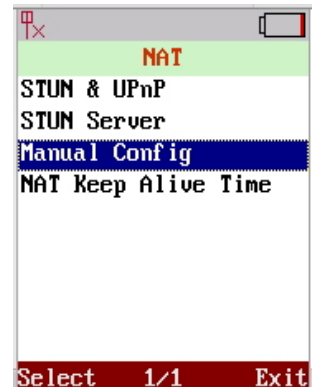 NAT
STUN & UPnP
STUN Server
Manual Config
NAT Keep Alive Time
Select 1/1 Exit